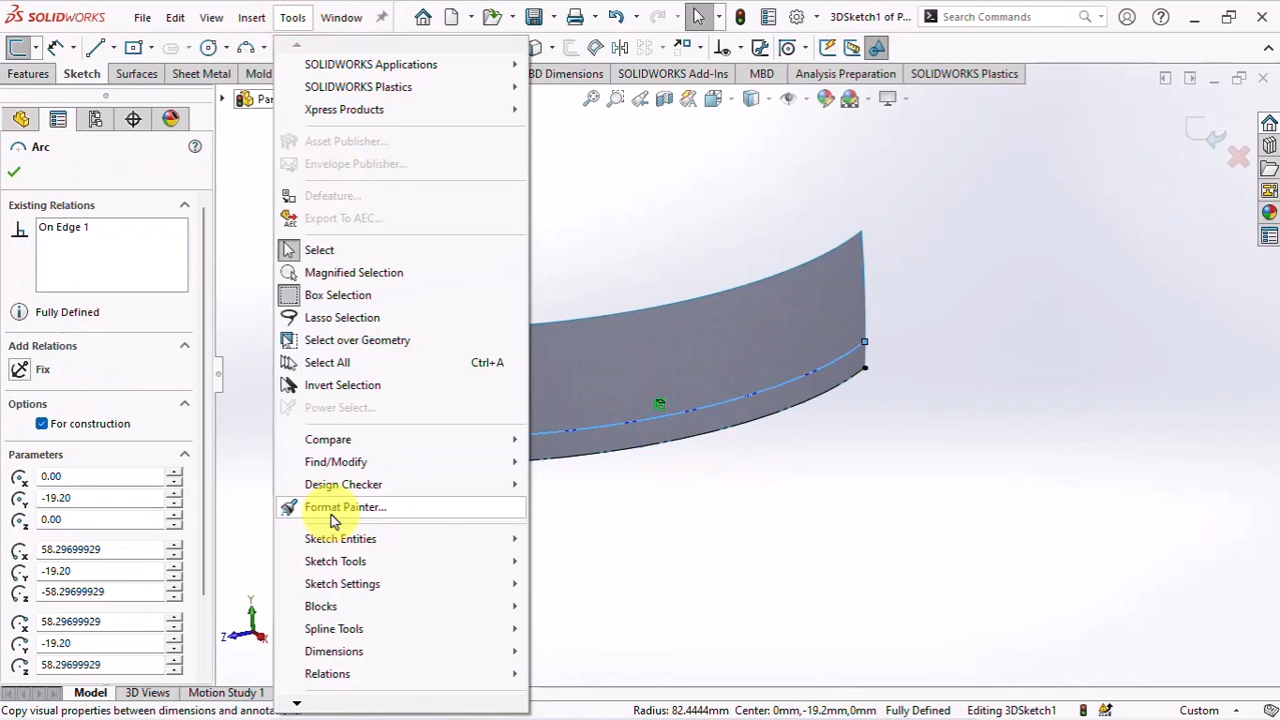 SOLIDWORKS File Edit View Insert Tools Window 3DSketch1 of P... Search Commands
Features Sketch Surfaces Sheet Metal Mold BD Dimensions SOLIDWORKS Add-Ins MBD Analysis Preparation SOLIDWORKS Plastics
Par
Arc
Existing Relations
On Edge 1
Fully Defined
Add Relations
Fix
Options
For construction
Parameters
0.00
-19.20
0.00
58.29699929
-19.20
-58.29699929
58.29699929
-19.20
58.29699929
SOLIDWORKS Applications
SOLIDWORKS Plastics
Xpress Products
Asset Publisher...
Envelope Publisher...
Defeature...
AEC Export To AEC...
Select
Magnified Selection
Box Selection
Lasso Selection
Select over Geometry
Select All Ctrl+A
Invert Selection
Power Select...
Compare
Find/Modify
Design Checker
Format Painter...
Sketch Entities
Sketch Tools
Sketch Settings
Blocks
Spline Tools
Dimensions
Relations
Y
Z
X
Model 3D Views Motion Study 1
Copy visual properties between dimensions and annotations Radius: 82.4444mm Center: 0mm,-19.2mm,0mm Fully Defined Editing 3DSketch1 Custom